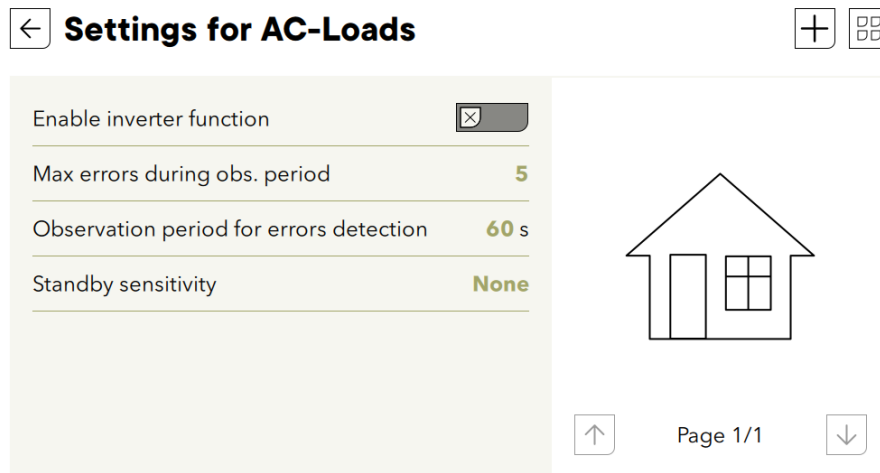 Settings for AC-Loads
Enable inverter function
Max errors during obs. period 5
Observation period for errors detection 60 s
Standby sensitivity None
Page 1/1